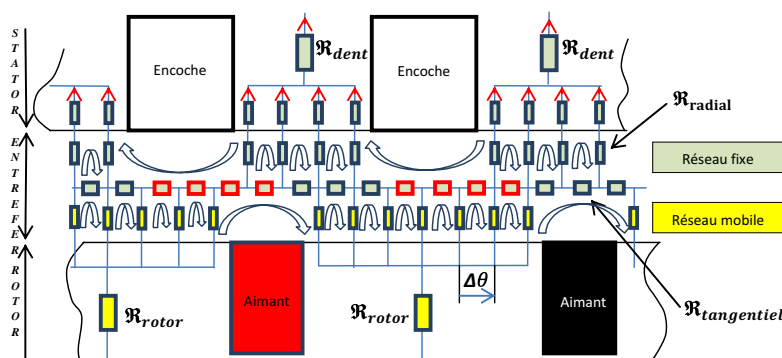 STATOR
ENTREFER
ROTOR
Encoche
ℜdent
Encoche
ℜdent
ℜradial
Réseau fixe
Réseau mobile
Δθ
ℜrotor
Aimant
ℜrotor
Aimant
ℜtangentiel